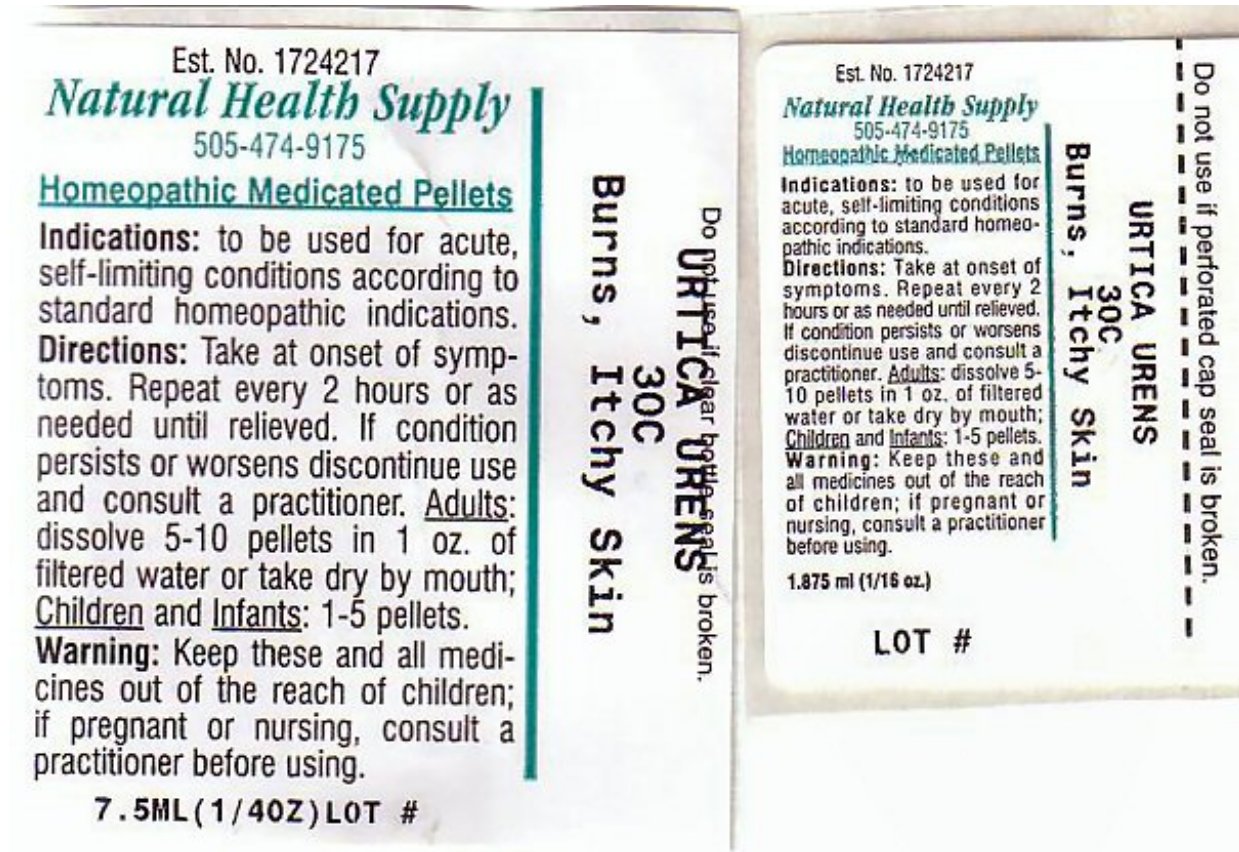 Est. No. 1724217
Natural Health Supply
505-474-9175
Homeopathic Medicated Pellets
Indications: to be used for acute,
self-limiting conditions according to
standard homeopathic indications.
Directions: Take at onset of symp-
toms. Repeat every 2 hours or as
needed until relieved. If condition
persists or worsens discontinue use
and consult a practitioner. Adults:
dissolve 5-10 pellets in 1 oz. of
filtered water or take dry by mouth;
Children and Infants: 1-5 pellets.
Warning: Keep these and all medi-
cines out of the reach of children;
if pregnant or nursing, consult a
practitioner before using.
7.5ML(1/4OZ)LOT #
Do not use if clear bottle seal is broken.
URTICA URENS
30C
Burns, Itchy Skin
Est. No. 1724217
Natural Health Supply
505-474-9175
Homeopathic Medicated Pellets
Indications: to be used for
acute, self-limiting conditions
according to standard homeo-
pathic indications.
Directions: Take at onset of
symptoms. Repeat every 2
hours or as needed until relieved.
If condition persists or worsens
discontinue use and consult a
practitioner. Adults: dissolve 5-
10 pellets in 1 oz. of filtered
water or take dry by mouth;
Children and Infants: 1-5 pellets.
Warning: Keep these and
all medicines out of the reach
of children; if pregnant or
nursing, consult a practitioner
before using.
1.875 ml (1/16 oz.)
LOT #
Do not use if perforated cap seal is broken.
URTICA URENS
30C
Burns, Itchy Skin